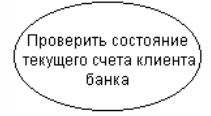 Проверить состояние
текущего счета клиента
банка